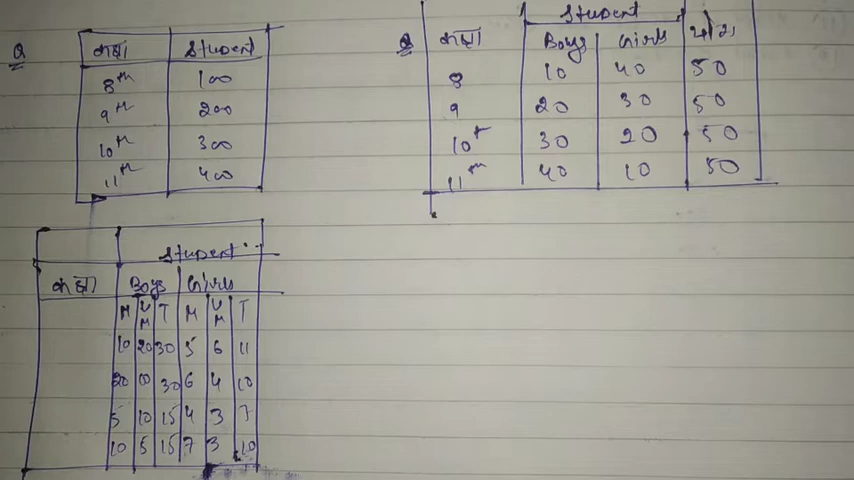 Q
कक्षा Student
8th 100
9th 200
10th 300
11th 400
Q
Student
कक्षा Boys Girls योग
8 10 40 50
9 20 30 50
10th 30 20 50
11th 40 10 50
Student
कक्षा Boys Girls
M UM T M UM T
10 20 30 5 6 11
20 10 30 6 4 10
5 10 15 4 3 7
10 5 15 7 3 10